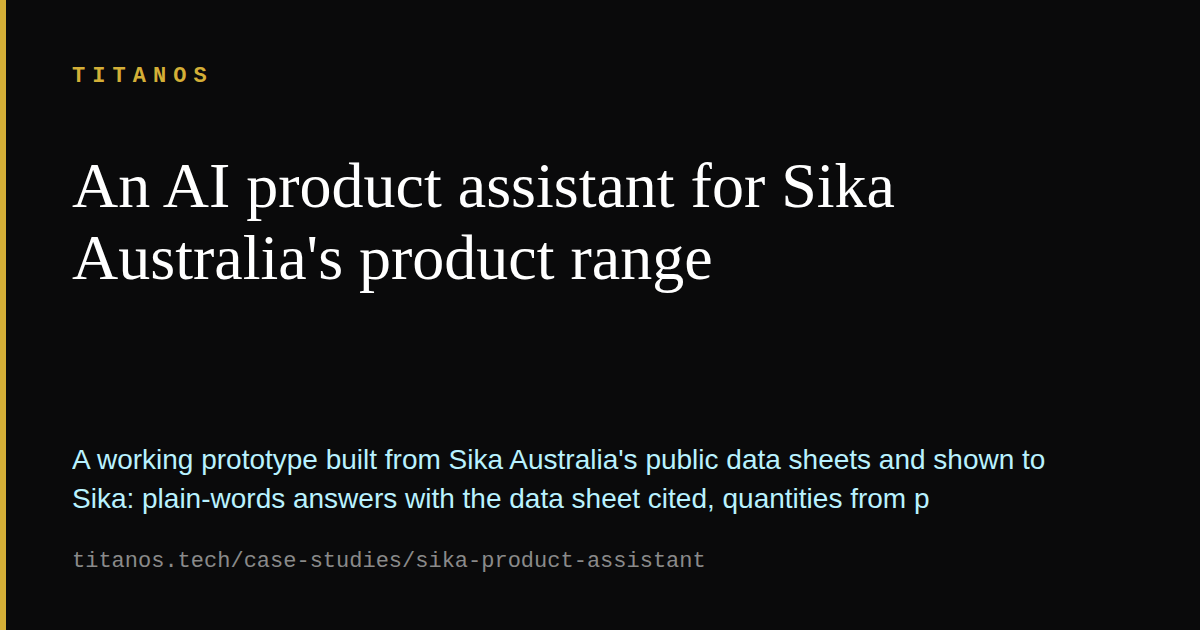 TITANOS
An AI product assistant for Sika
Australia's product range
A working prototype built from Sika Australia's public data sheets and shown to
Sika: plain-words answers with the data sheet cited, quantities from p
titanos.tech/case-studies/sika-product-assistant